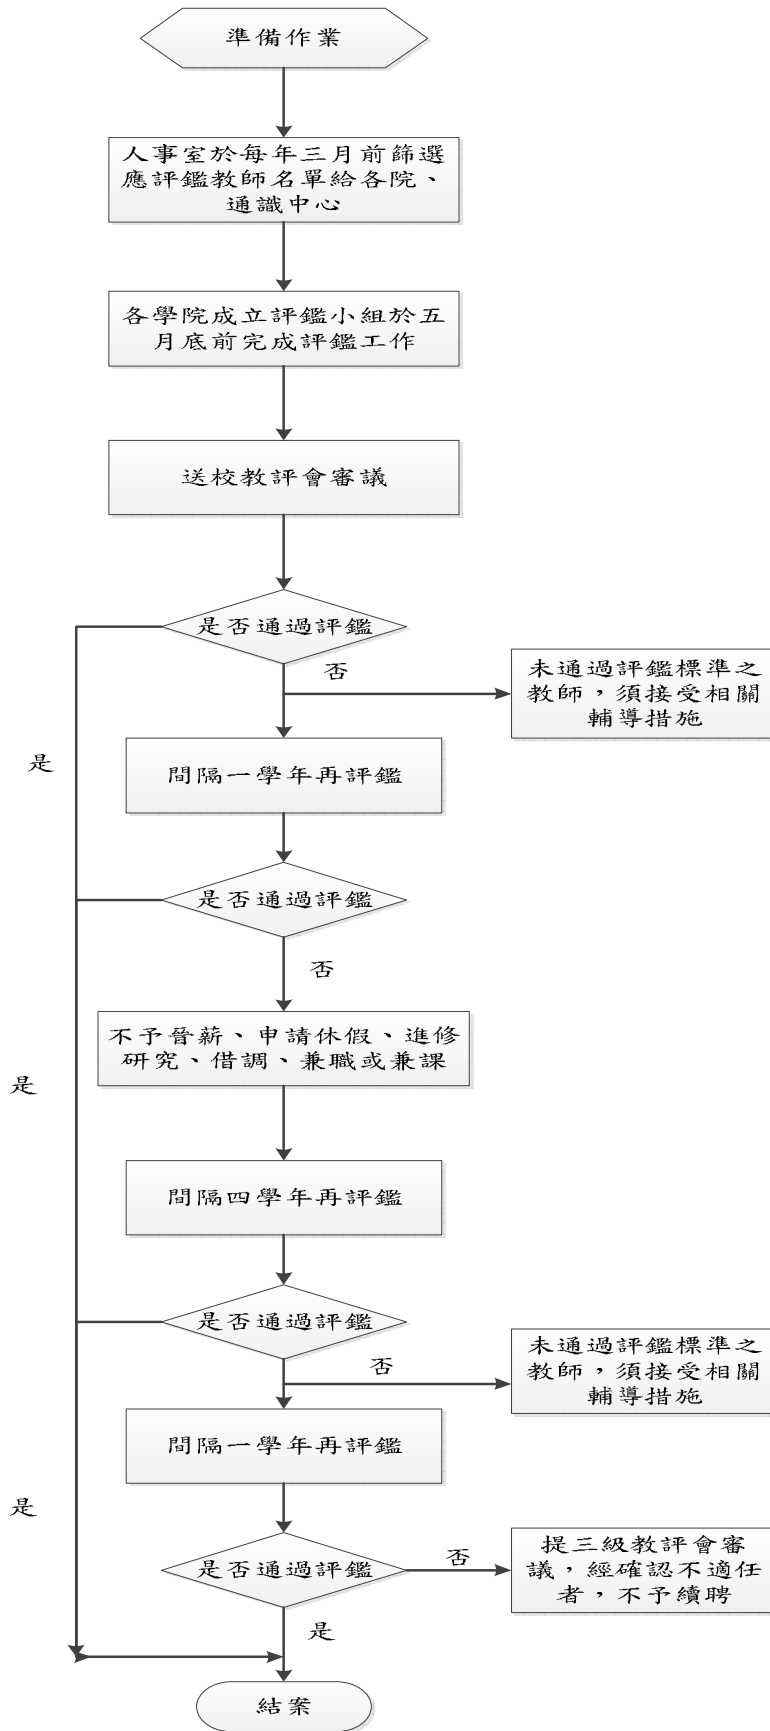 準備作業
人事室於每年三月前篩選
應評鑑教師名單給各院、
通識中心
各學院成立評鑑小組於五
月底前完成評鑑工作
送校教評會審議
是否通過評鑑
否
未通過評鑑標準之
教師，須接受相關
輔導措施
是
間隔一學年再評鑑
是否通過評鑑
否
不予晉薪、申請休假、進修
研究、借調、兼職或兼課
是
間隔四學年再評鑑
是否通過評鑑
否
未通過評鑑標準之
教師，須接受相關
輔導措施
間隔一學年再評鑑
是
是否通過評鑑
否
提三級教評會審
議，經確認不適任
者，不予續聘
是
結案